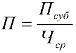 П = П_суб / Ч_ср